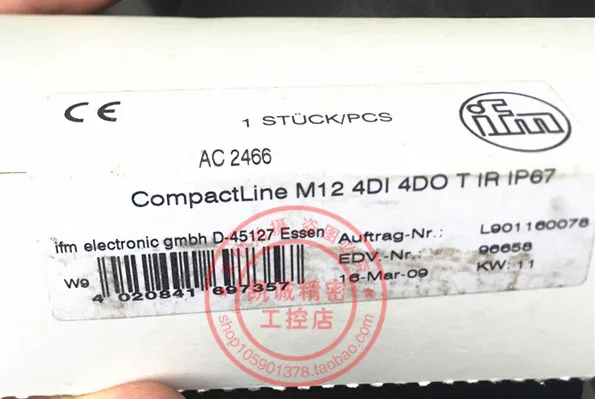 CE
1 STÜCK/PCS
ifm
AC 2466
CompactLine M12 4DI 4DO T IR IP67
ifm electronic gmbh D-45127 Essen
Auftrag-Nr.: L901160078
EDV.-Nr.: 96658
16-Mar-09 KW: 11
W9
4 020841 697357
精密
工控店
shop105901378.taobao.com